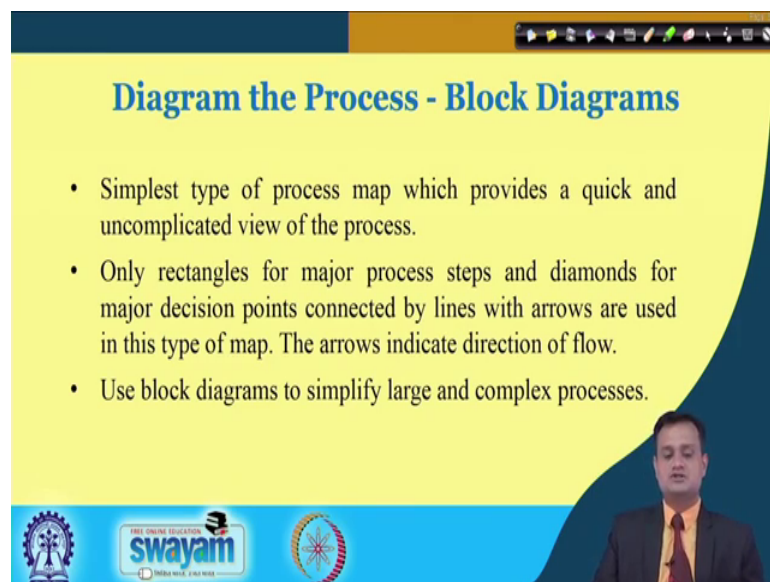 Diagram the Process - Block Diagrams
• Simplest type of process map which provides a quick and
uncomplicated view of the process.
• Only rectangles for major process steps and diamonds for
major decision points connected by lines with arrows are used
in this type of map. The arrows indicate direction of flow.
• Use block diagrams to simplify large and complex processes.
FREE ONLINE EDUCATION
swayam